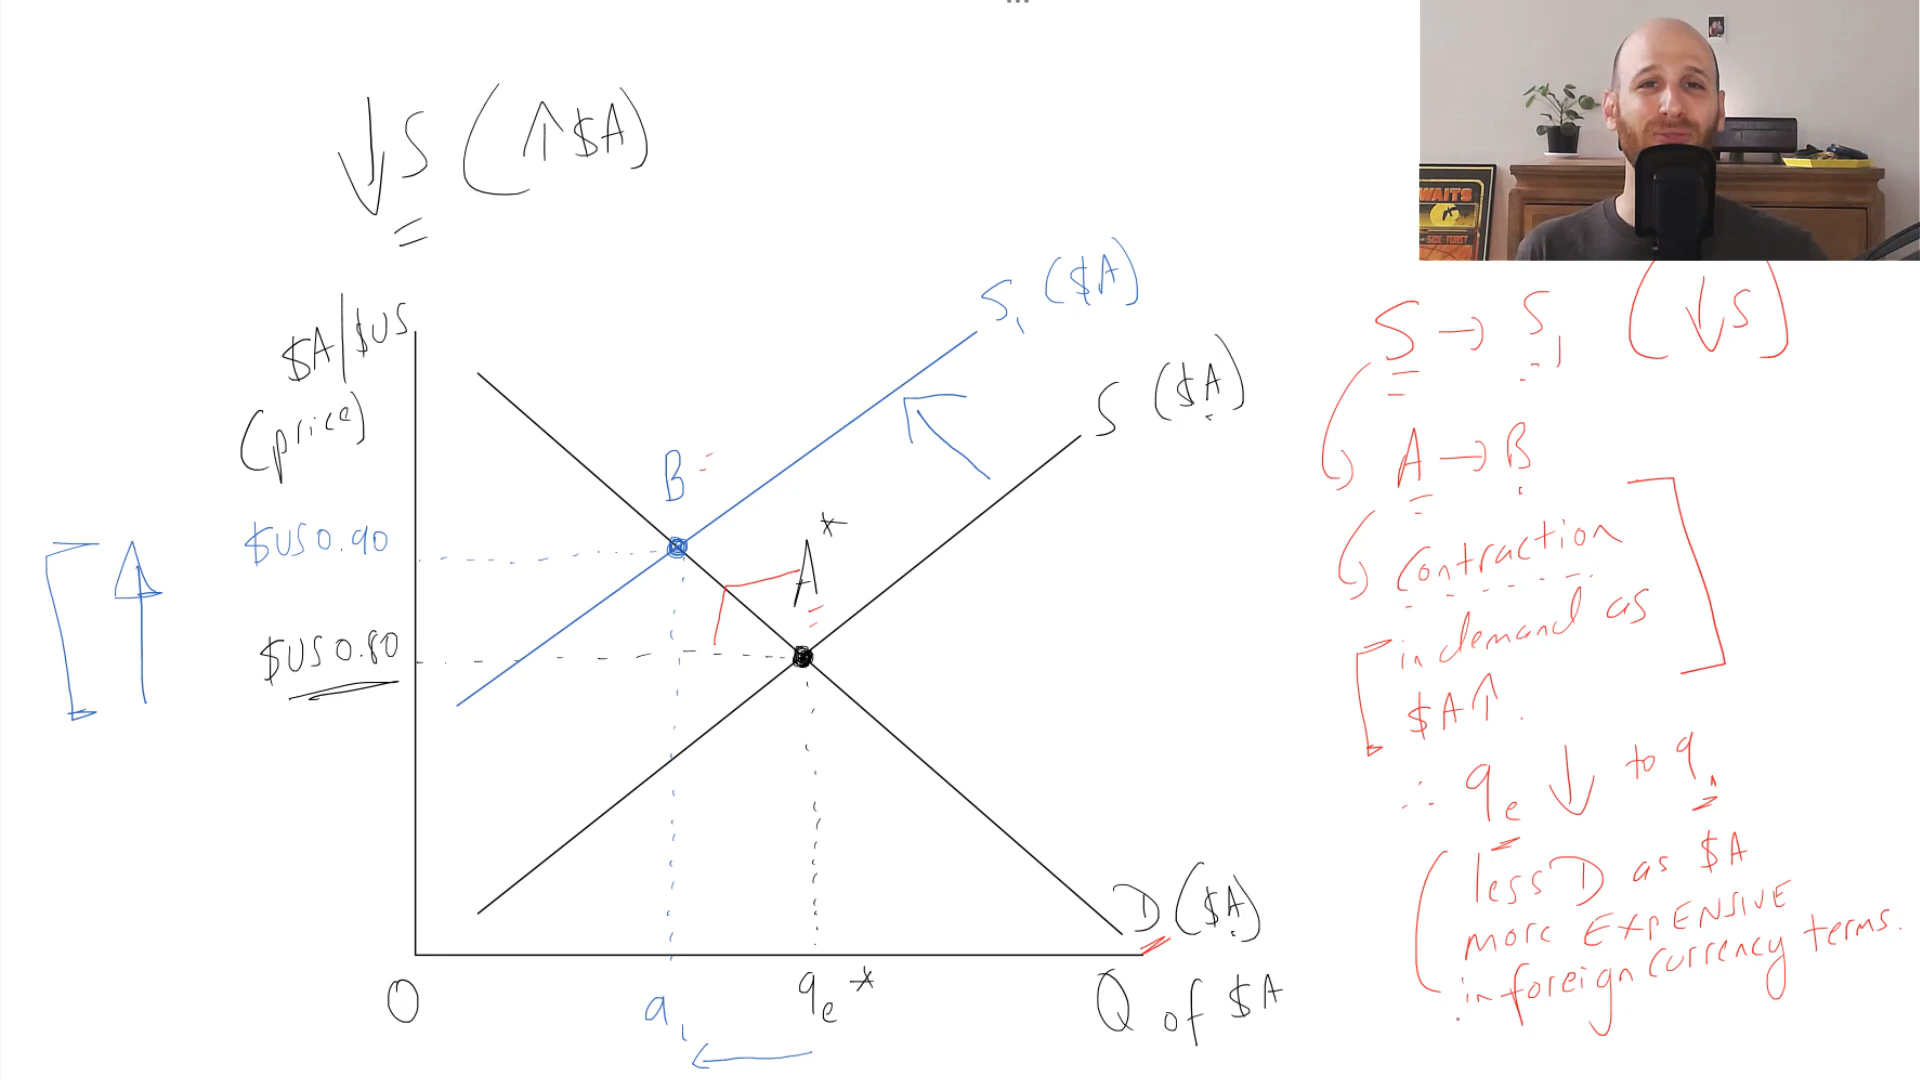 ↓S (↑$A)
$A/$US
(price)
$US 0.90
$US 0.80
B
A*
S₁ ($A)
S ($A)
D ($A)
O
q₁
qe*
Q of $A
WAITS
S → S₁ (↓S)
A → B
Contraction
in demand as
$A↑.
∴ qe ↓ to q₁
less D as $A
more EXPENSIVE
in foreign currency terms.